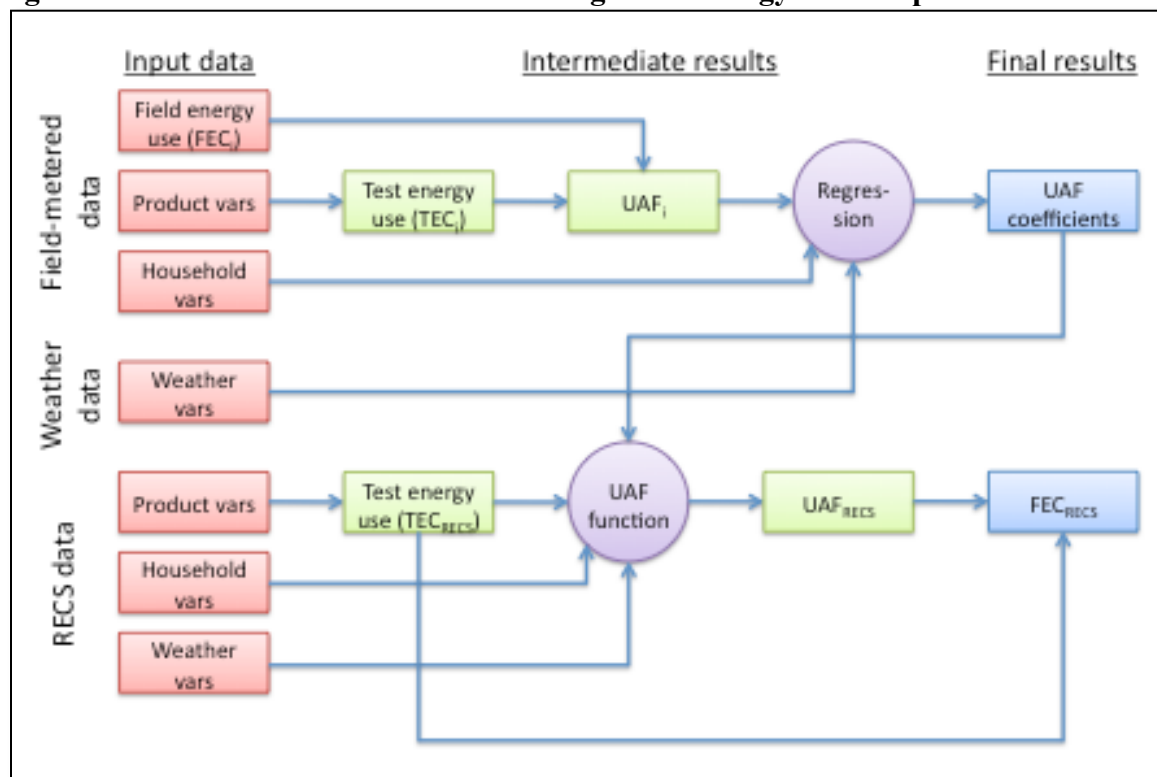 Input data
Intermediate results
Final results
Field-metered
data
Field energy
use (FECi)
Product vars
Test energy
use (TECi)
UAFi
Regres-
sion
UAF
coefficients
Household
vars
Weather
data
Weather
vars
RECS data
Product vars
Test energy
use (TECRECS)
UAF
function
UAFRECS
FECRECS
Household
vars
Weather
vars